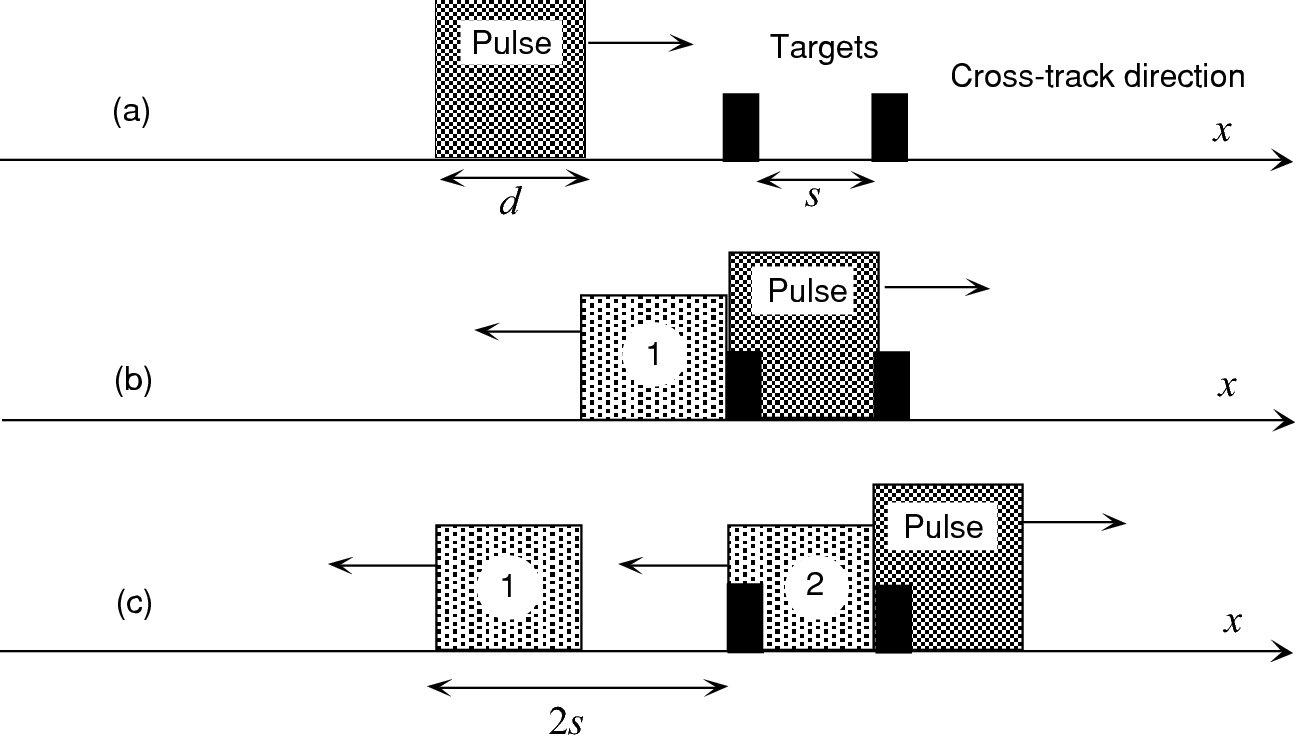 Pulse
Targets
Cross-track direction
(a)
x
d
s
Pulse
1
(b)
x
Pulse
1
2
(c)
x
2s